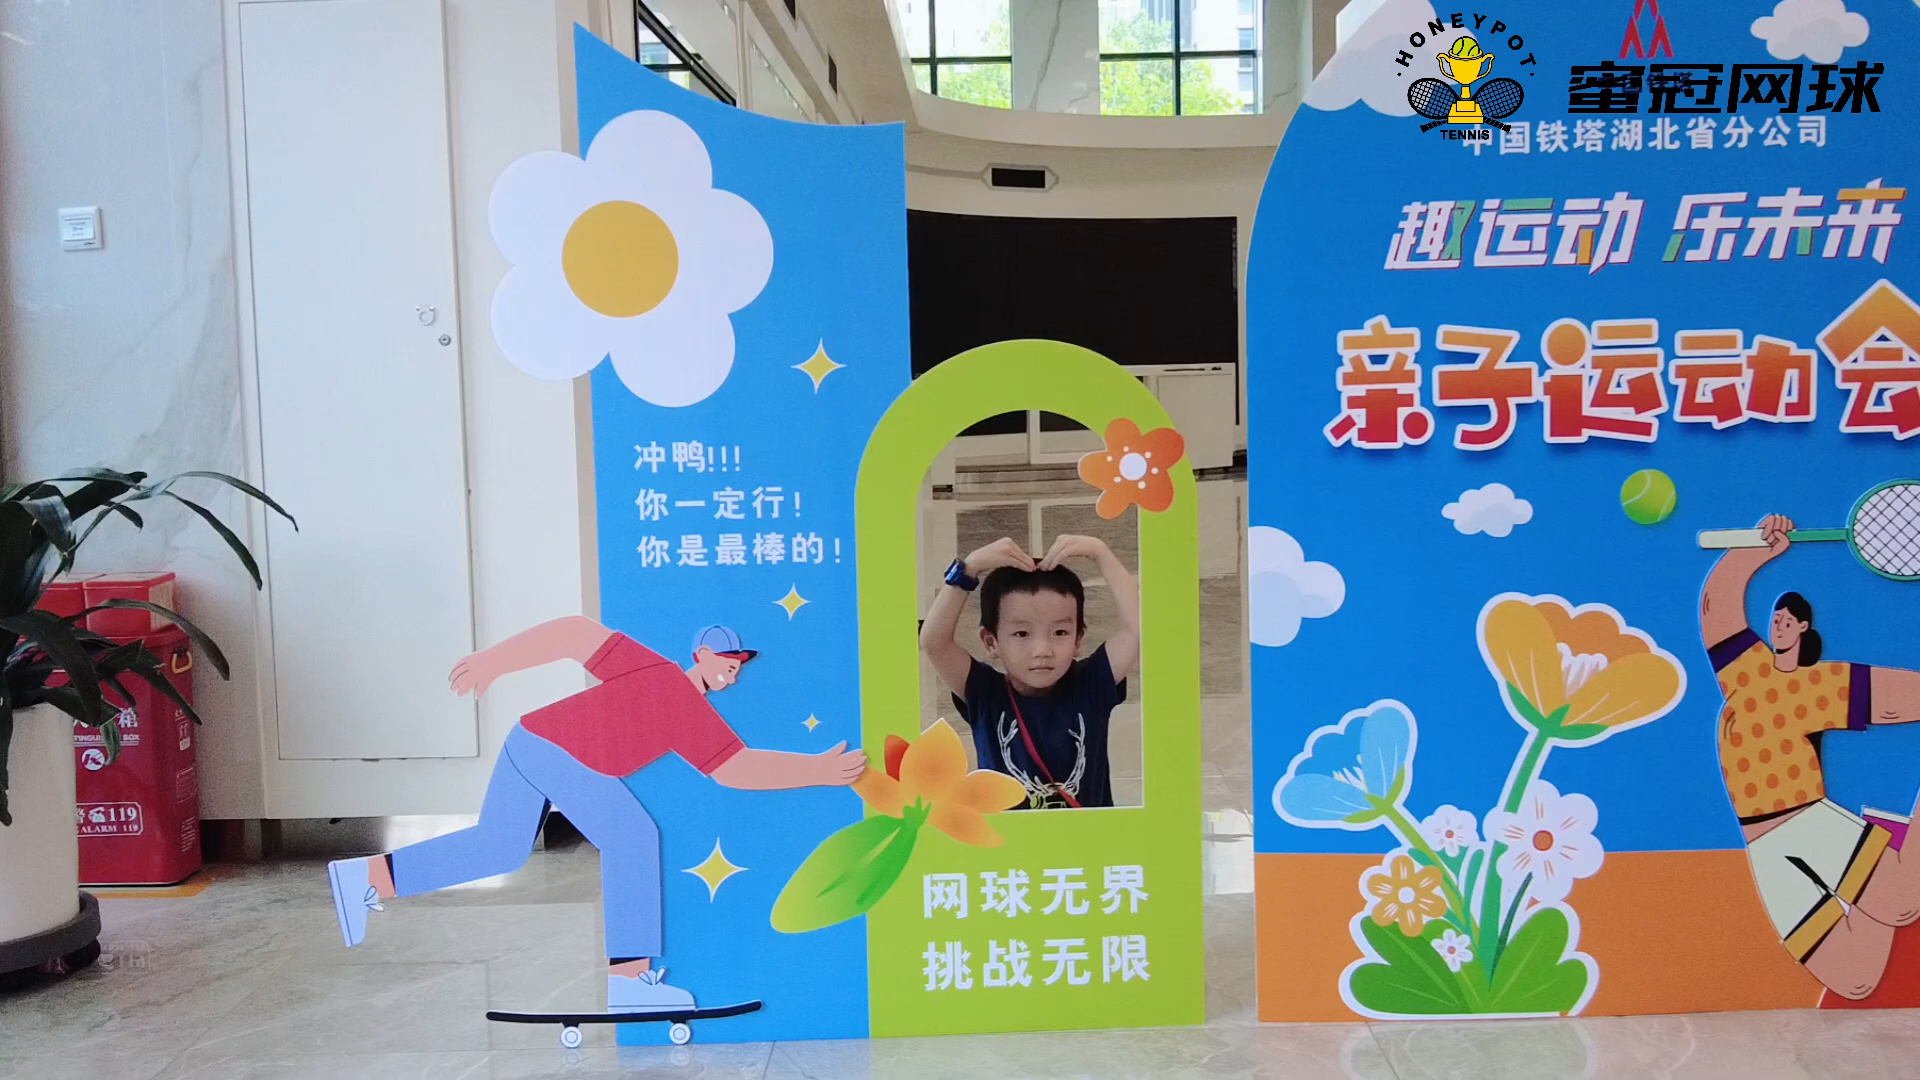 HONEYPOT
TENNIS
蜜冠网球
中国铁塔湖北省分公司
趣运动 乐未来
亲子运动会
冲鸭!!!
你一定行!
你是最棒的!
网球无界
挑战无限
119
ALARM 119